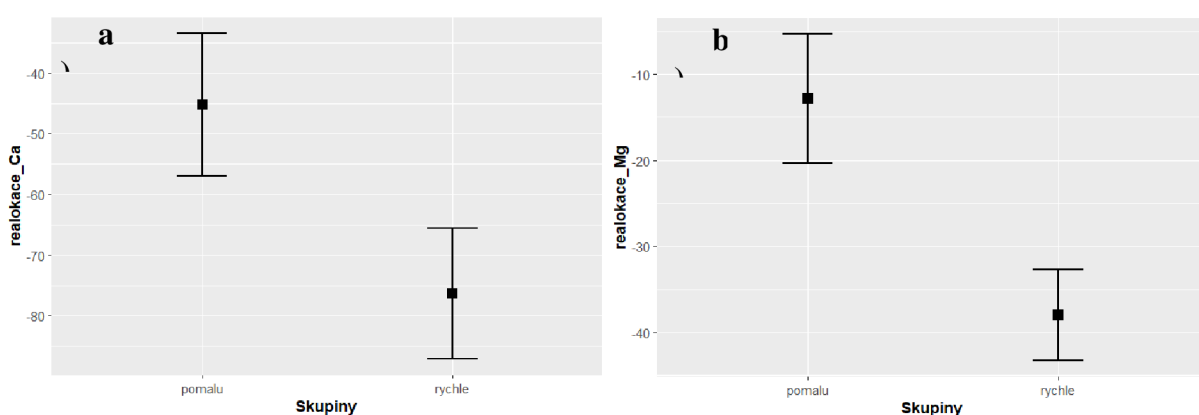 a
)
realokace_Ca
-40
-50
-60
-70
-80
pomalu rychle
Skupiny
b
)
realokace_Mg
-10
-20
-30
-40
pomalu rychle
Skupiny